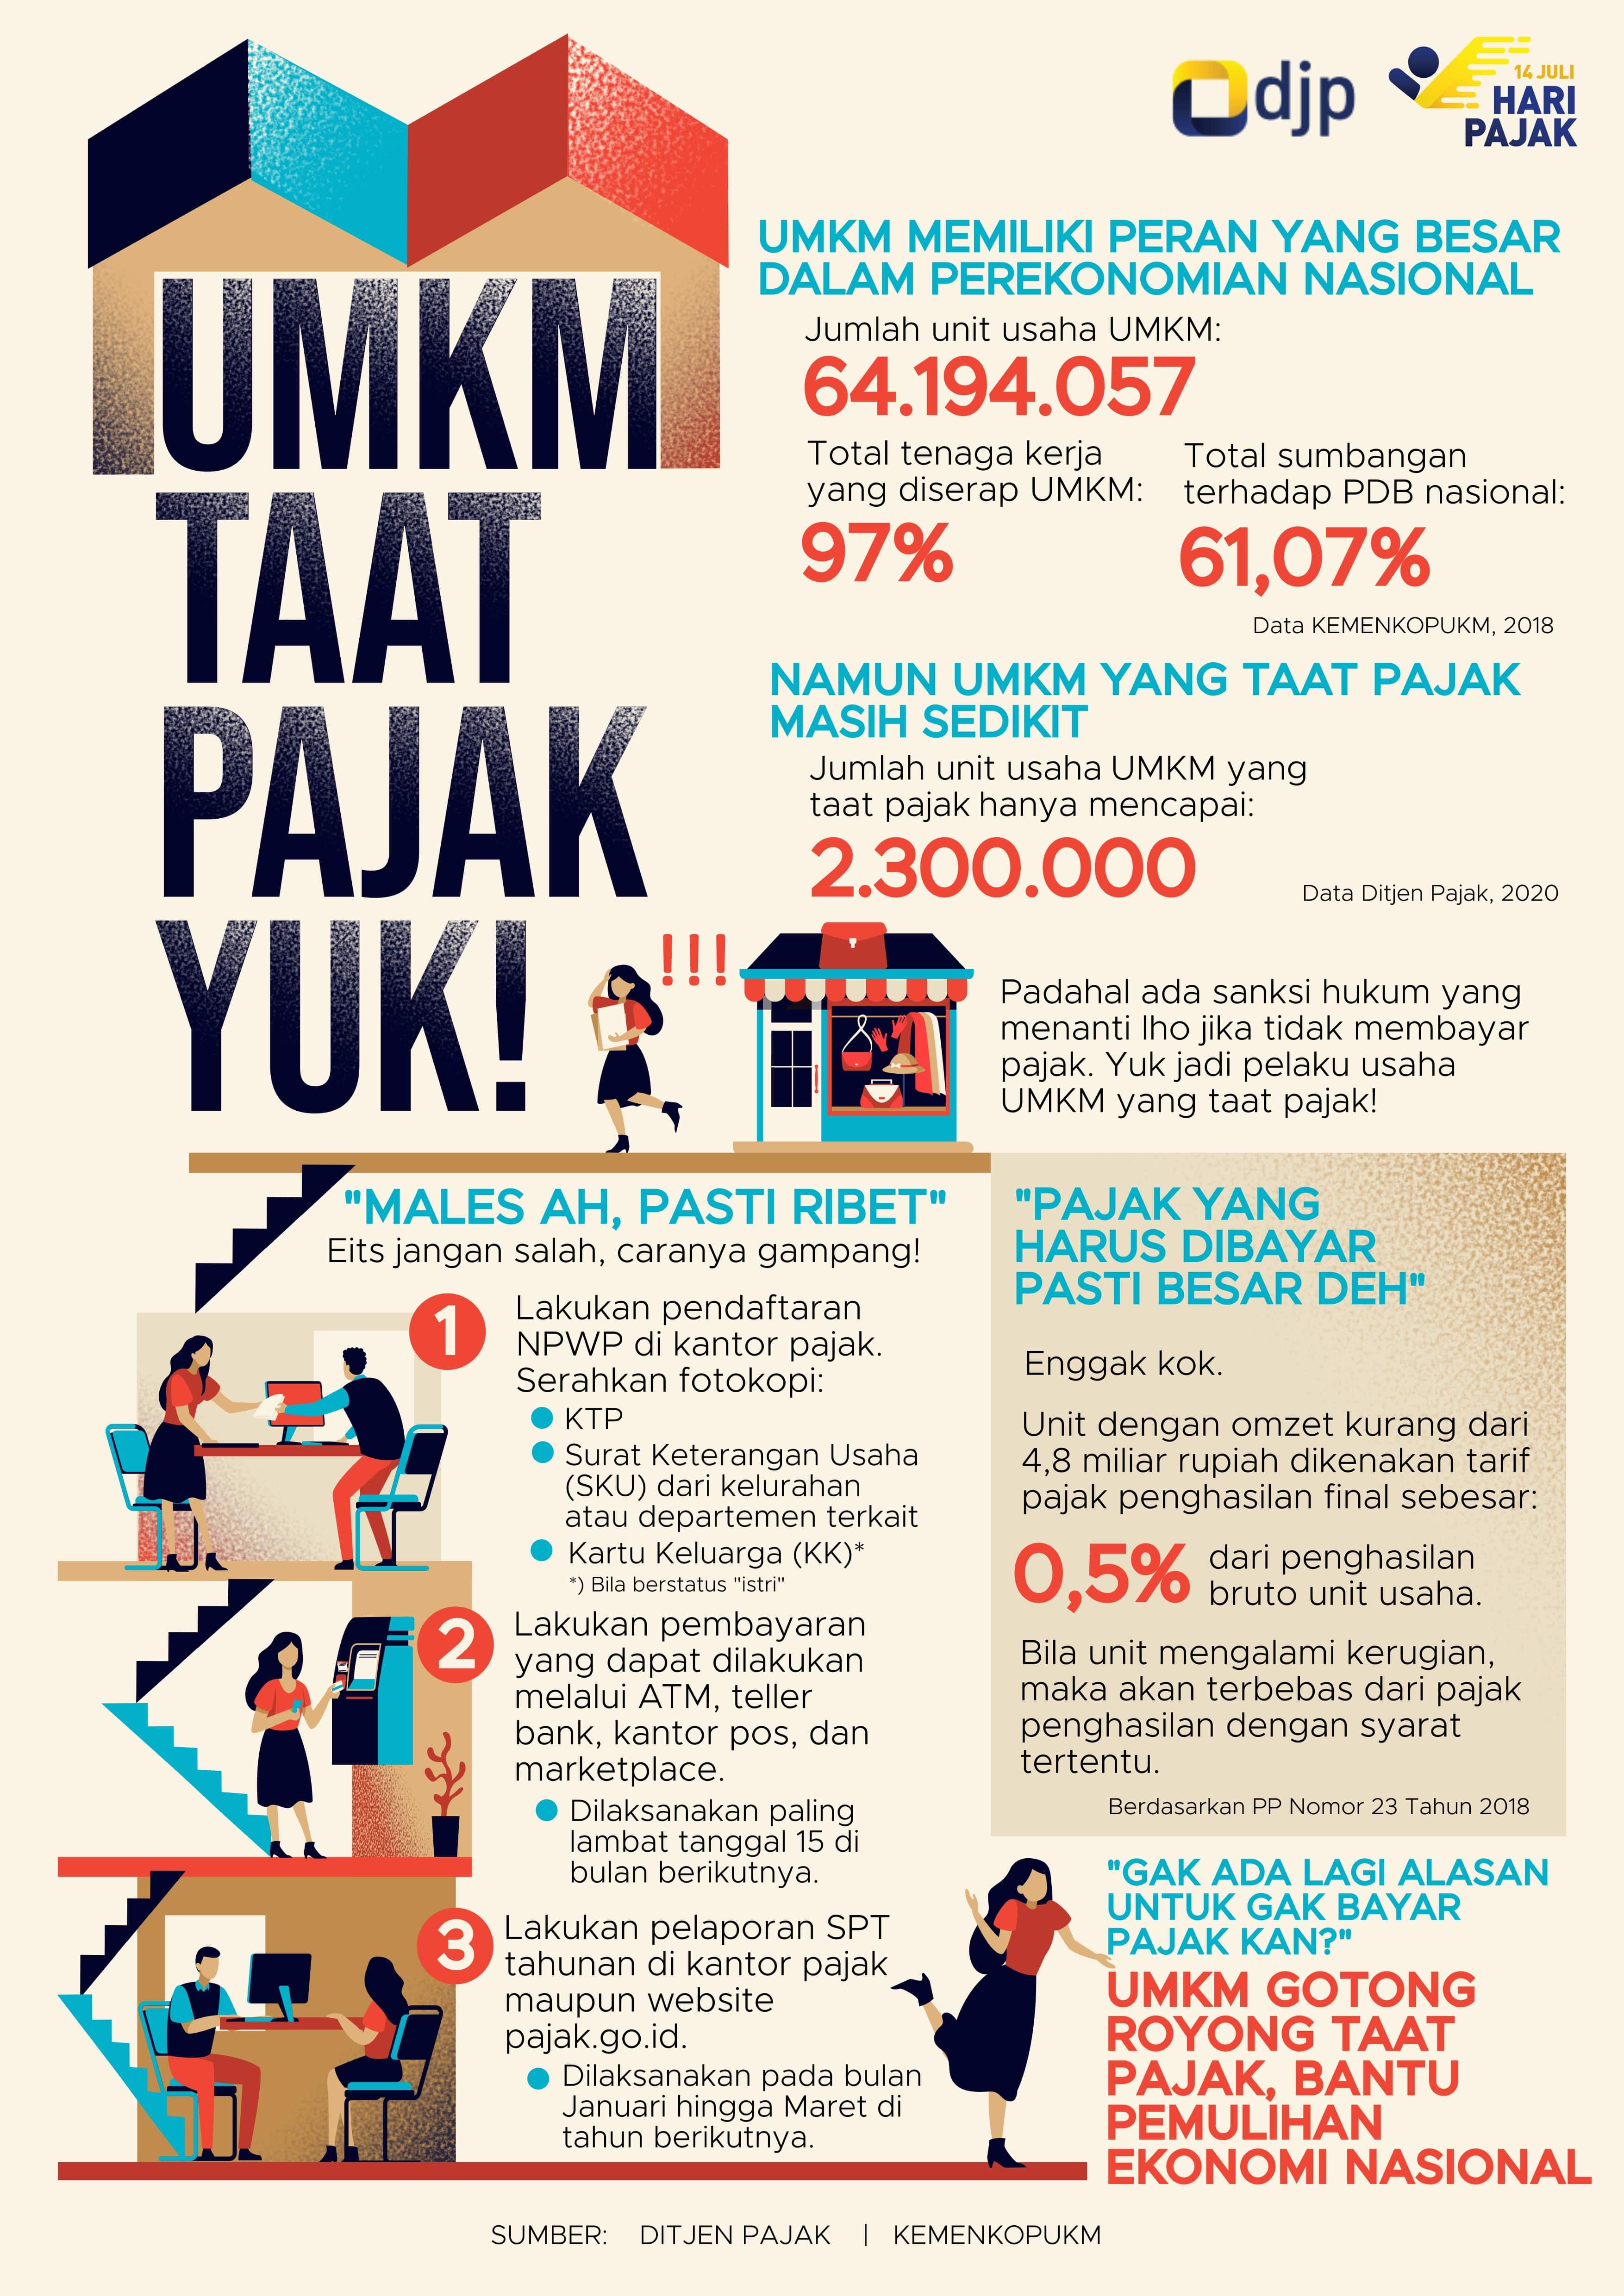 UMKM
TAAT
PAJAK
YUK!
djp
14 JULI
HARI
PAJAK
UMKM MEMILIKI PERAN YANG BESAR
DALAM PEREKONOMIAN NASIONAL
Jumlah unit usaha UMKM:
64.194.057
Total tenaga kerja
yang diserap UMKM:
97%
Total sumbangan
terhadap PDB nasional:
61,07%
Data KEMENKOPUKM, 2018
NAMUN UMKM YANG TAAT PAJAK
MASIH SEDIKIT
Jumlah unit usaha UMKM yang
taat pajak hanya mencapai:
2.300.000
Data Ditjen Pajak, 2020
!!!
Padahal ada sanksi hukum yang
menanti lho jika tidak membayar
pajak. Yuk jadi pelaku usaha
UMKM yang taat pajak!
"MALES AH, PASTI RIBET"
Eits jangan salah, caranya gampang!
1
Lakukan pendaftaran
NPWP di kantor pajak.
Serahkan fotokopi:
KTP
Surat Keterangan Usaha
(SKU) dari kelurahan
atau departemen terkait
Kartu Keluarga (KK)*
*) Bila berstatus "istri"
2
Lakukan pembayaran
yang dapat dilakukan
melalui ATM, teller
bank, kantor pos, dan
marketplace.
Dilaksanakan paling
lambat tanggal 15 di
bulan berikutnya.
3
Lakukan pelaporan SPT
tahunan di kantor pajak
maupun website
pajak.go.id.
Dilaksanakan pada bulan
Januari hingga Maret di
tahun berikutnya.
"PAJAK YANG
HARUS DIBAYAR
PASTI BESAR DEH"
Enggak kok.
Unit dengan omzet kurang dari
4,8 miliar rupiah dikenakan tarif
pajak penghasilan final sebesar:
0,5%
dari penghasilan
bruto unit usaha.
Bila unit mengalami kerugian,
maka akan terbebas dari pajak
penghasilan dengan syarat
tertentu.
Berdasarkan PP Nomor 23 Tahun 2018
"GAK ADA LAGI ALASAN
UNTUK GAK BAYAR
PAJAK KAN?"
UMKM GOTONG
ROYONG TAAT
PAJAK, BANTU
PEMULIHAN
EKONOMI NASIONAL
SUMBER: DITJEN PAJAK | KEMENKOPUKM